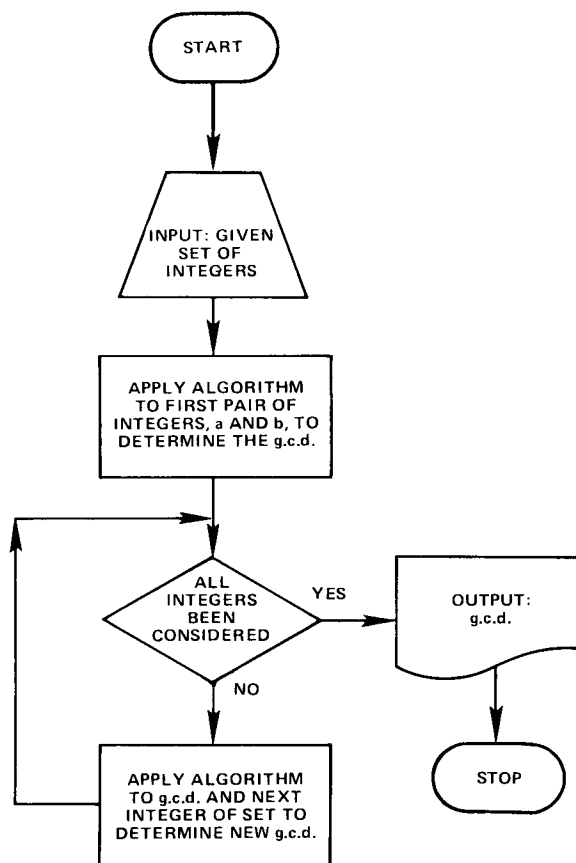 START
INPUT: GIVEN
SET OF
INTEGERS
APPLY ALGORITHM
TO FIRST PAIR OF
INTEGERS, a AND b, TO
DETERMINE THE g.c.d.
ALL
INTEGERS
BEEN
CONSIDERED
YES
OUTPUT:
g.c.d.
NO
APPLY ALGORITHM
TO g.c.d. AND NEXT
INTEGER OF SET TO
DETERMINE NEW g.c.d.
STOP